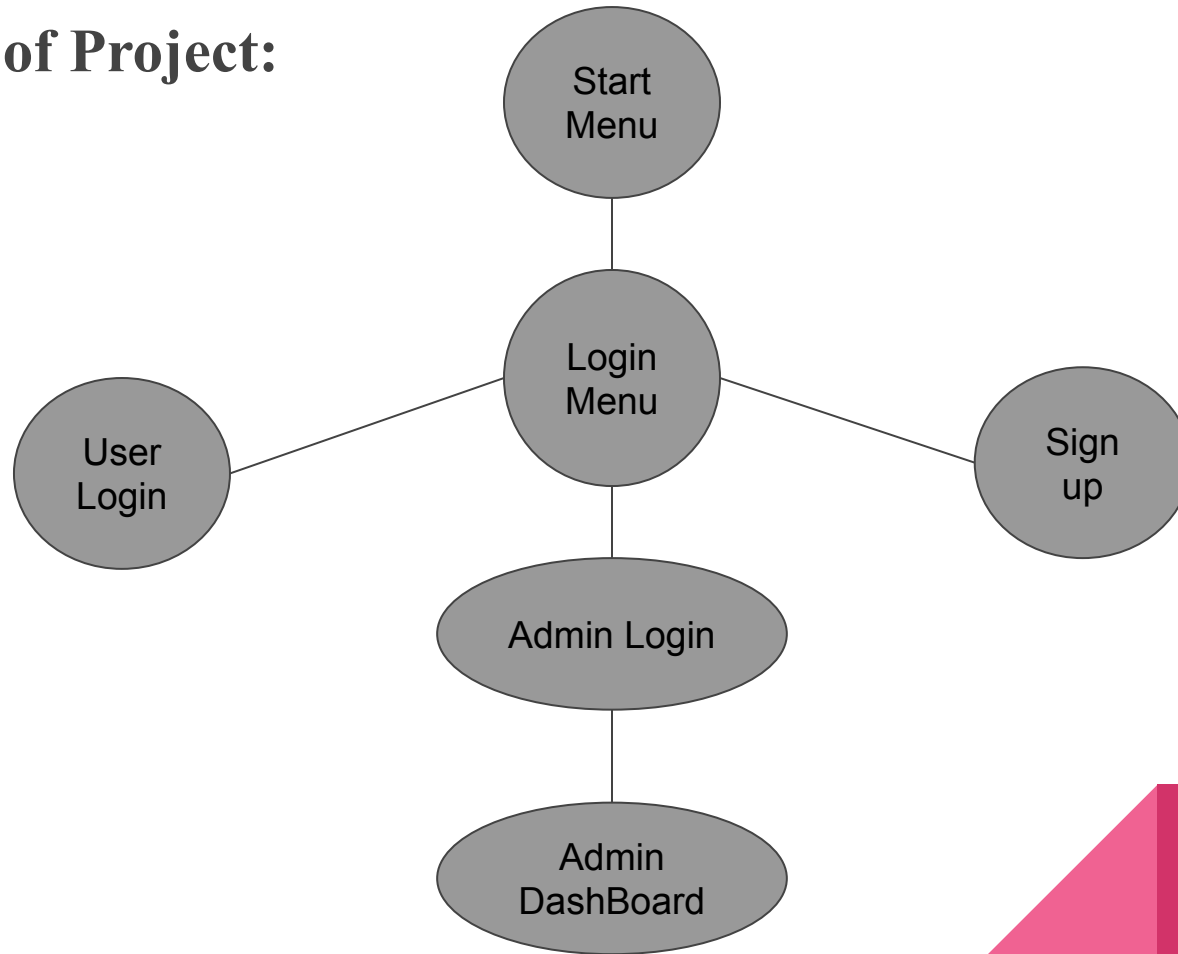 of Project:
Start
Menu
Login
Menu
User
Login
Sign
up
Admin Login
Admin
DashBoard